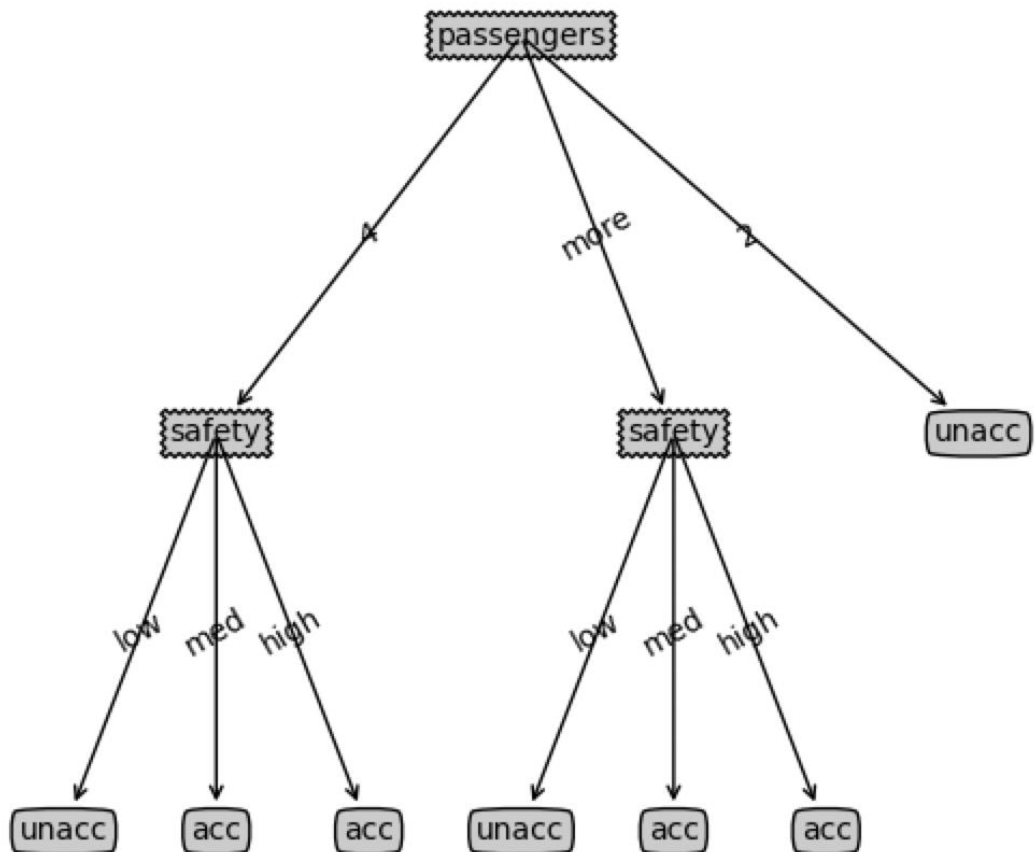 passengers
4
more
2
safety
safety
unacc
low
med
high
low
med
high
unacc
acc
acc
unacc
acc
acc